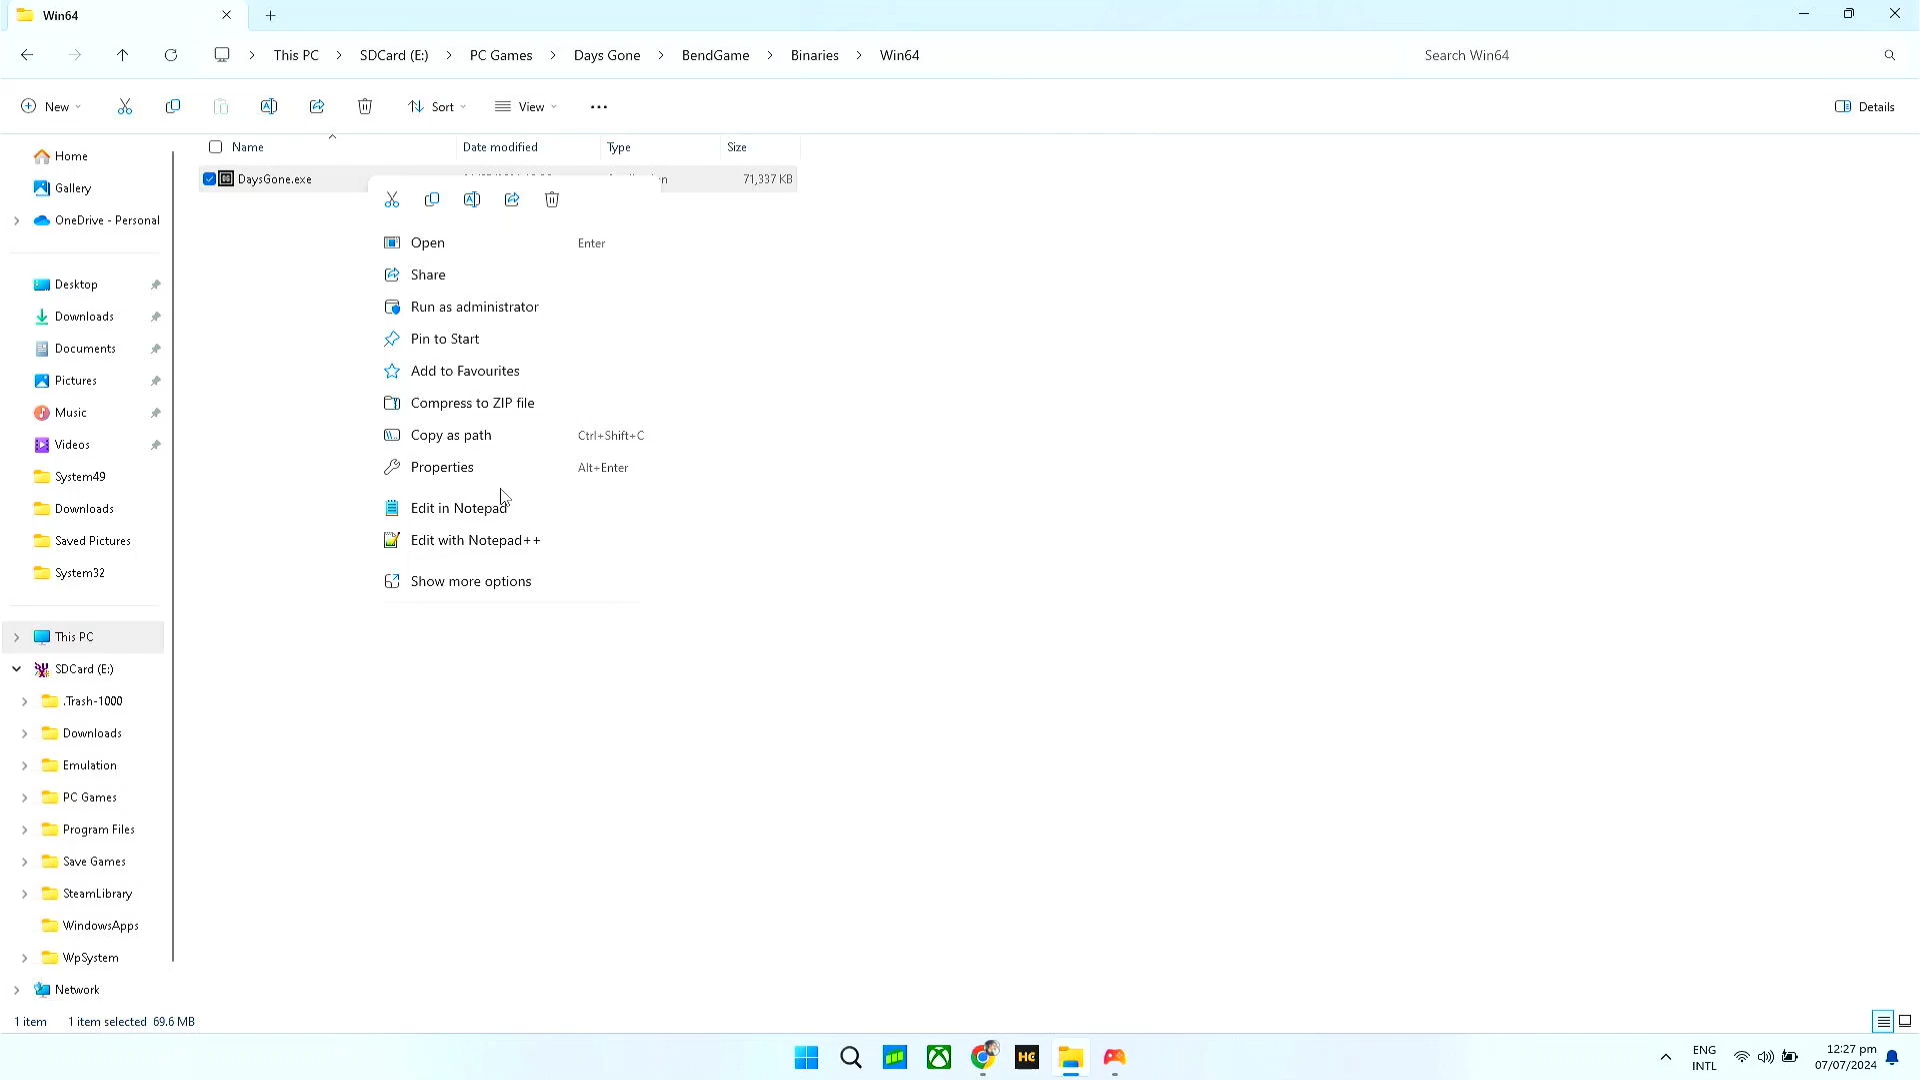 Win64
This PC > SDCard (E:) > PC Games > Days Gone > BendGame > Binaries > Win64
Search Win64
New
Sort
View
Details
Name
Date modified
Type
Size
DaysGone.exe
71,337 KB
Home
Gallery
OneDrive - Personal
Desktop
Downloads
Documents
Pictures
Music
Videos
System49
Downloads
Saved Pictures
System32
This PC
SDCard (E:)
.Trash-1000
Downloads
Emulation
PC Games
Program Files
Save Games
SteamLibrary
WindowsApps
WpSystem
Network
Open Enter
Share
Run as administrator
Pin to Start
Add to Favourites
Compress to ZIP file
Copy as path Ctrl+Shift+C
Properties Alt+Enter
Edit in Notepad
Edit with Notepad++
Show more options
1 item 1 item selected 69.6 MB
HC
ENG
INTL
12:27 pm
07/07/2024